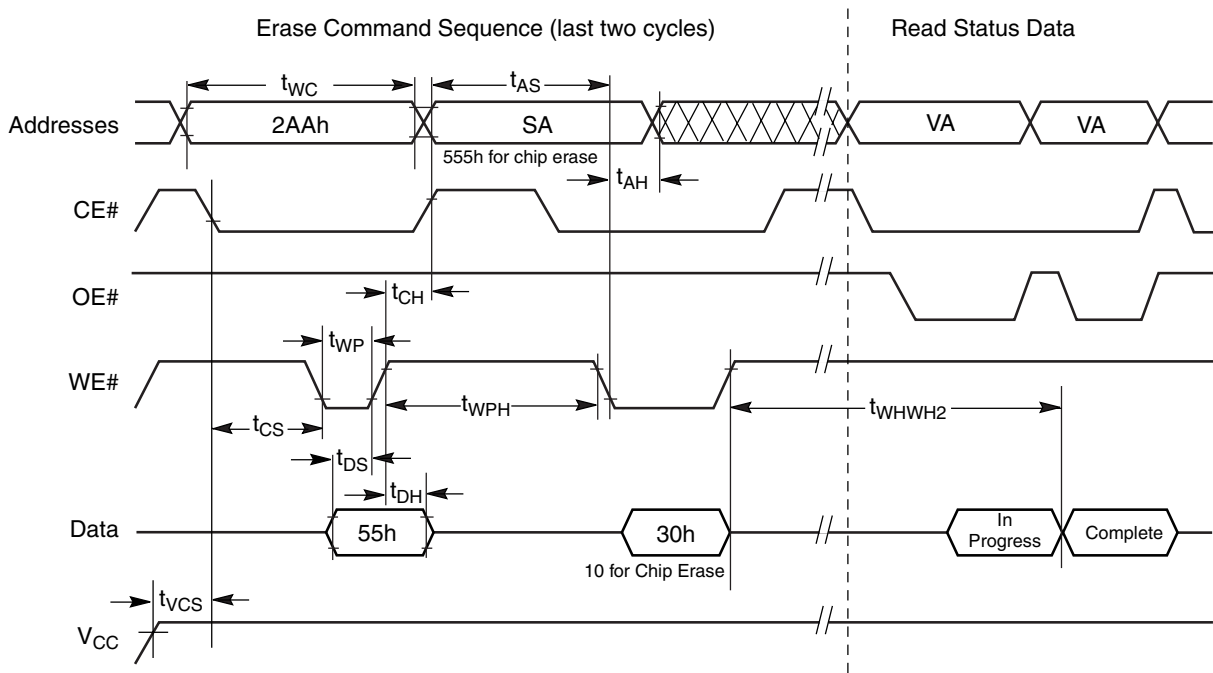 Erase Command Sequence (last two cycles)
Read Status Data
tWC
tAS
Addresses
2AAh
SA
VA
VA
555h for chip erase
tAH
CE#
OE#
tCH
tWP
WE#
tWPH
tWHWH2
tCS
tDS
tDH
Data
55h
30h
In
Progress
Complete
10 for Chip Erase
tVCS
VCC